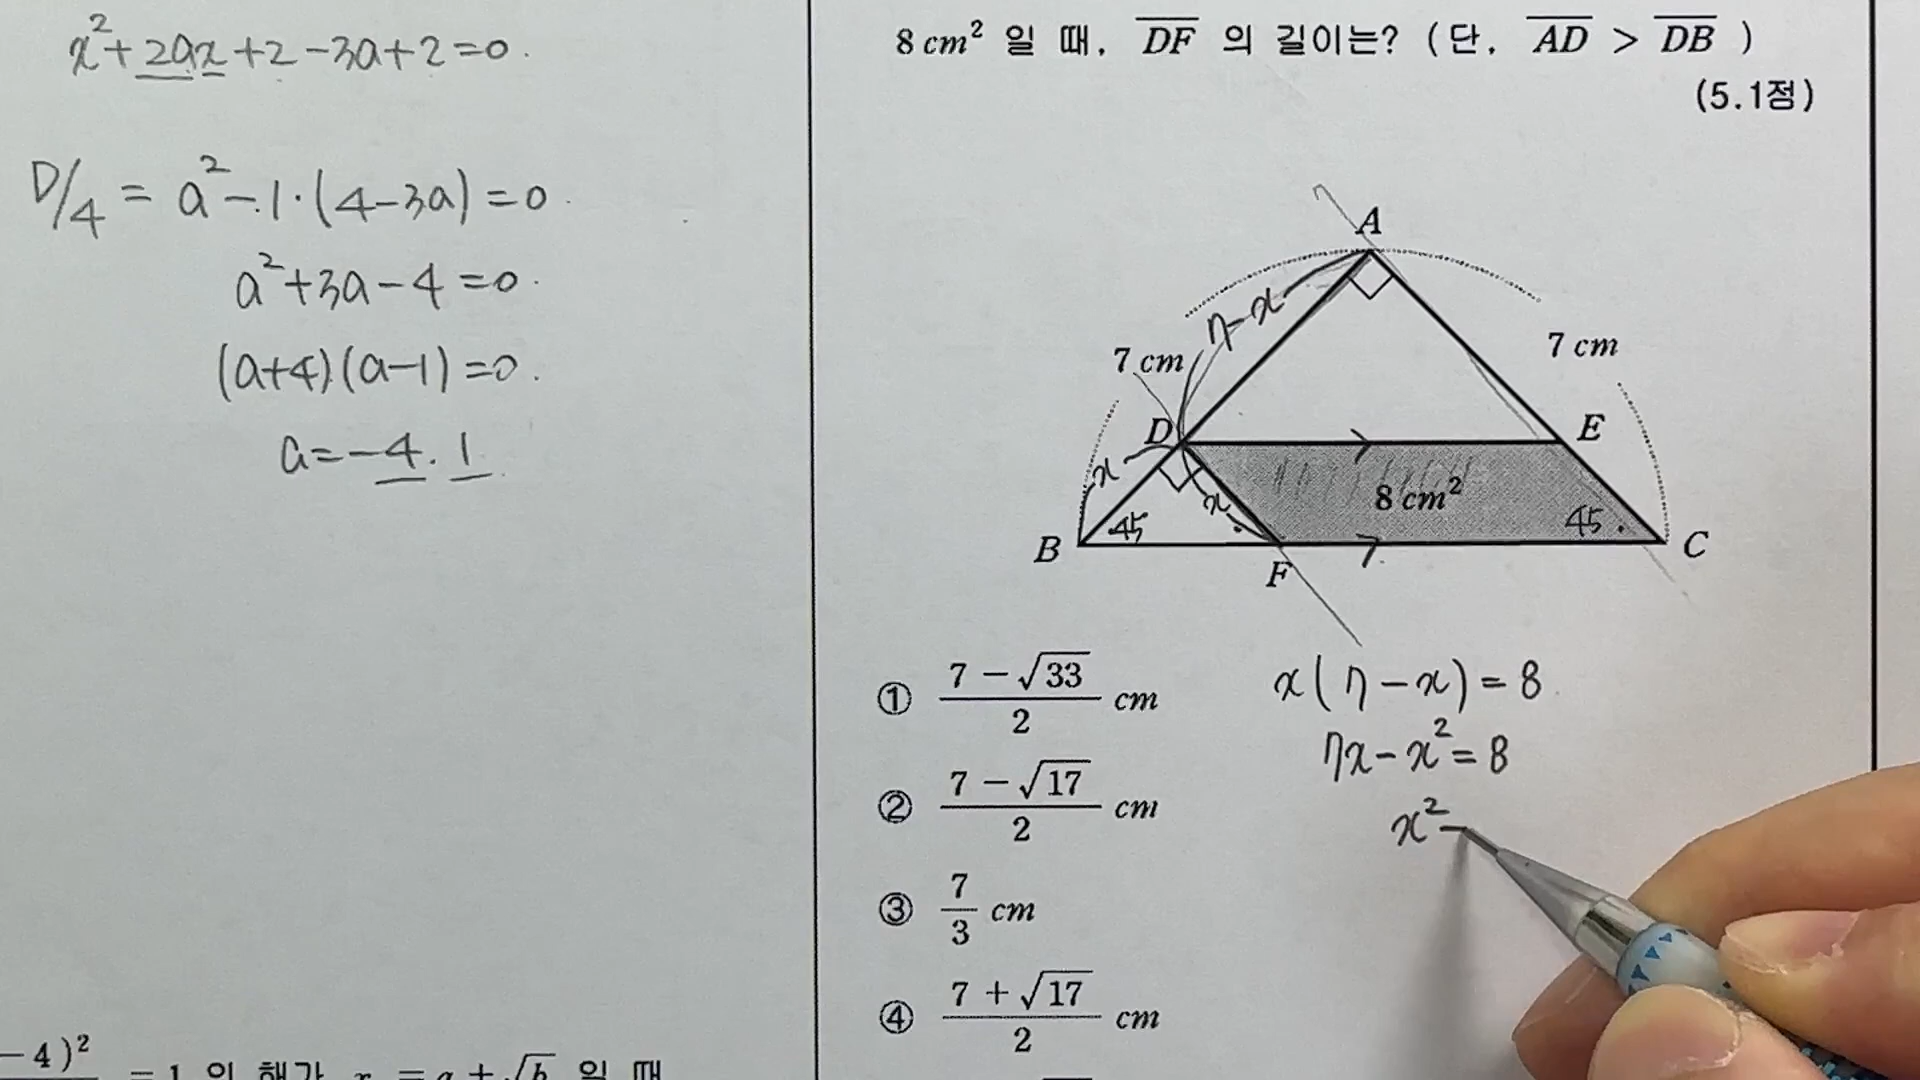 x²+2ax+2-3a+2=0.
D/4 = a²-1·(4-3a)=0.
a²+3a-4=0.
(a+4)(a-1)=0.
a=-4. 1
-4)²
=1 의 해가 x=a+√b 일 때
8 cm² 일 때, DF 의 길이는? (단, AD > DB )
(5.1점)
A
7-x
7 cm
7 cm
D
E
x
x
8 cm²
45
45
B
C
F
① (7-√33)/2 cm
② (7-√17)/2 cm
③ 7/3 cm
④ (7+√17)/2 cm
x(7-x)=8
7x-x²=8
x²-